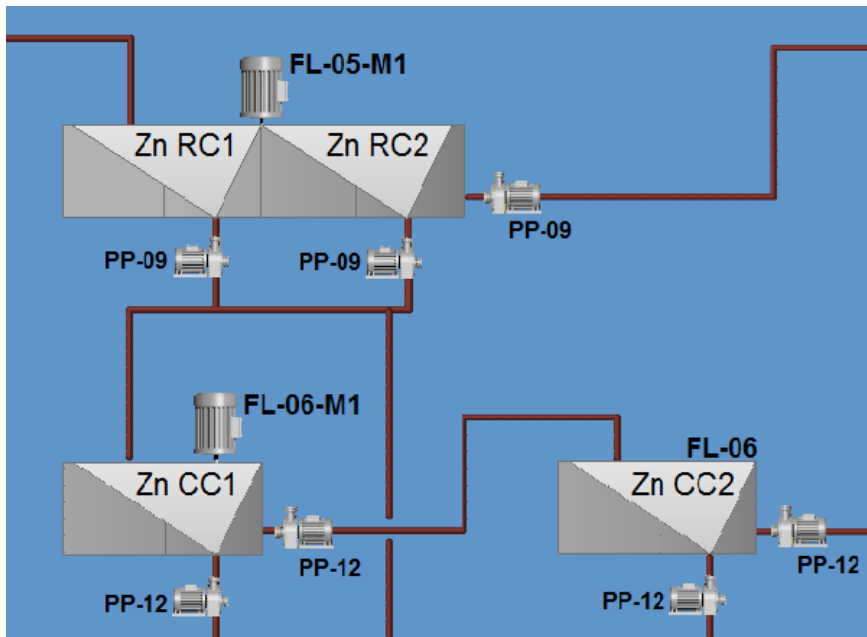 FL-05-M1
Zn RC1
Zn RC2
PP-09
PP-09
PP-09
FL-06-M1
FL-06
Zn CC1
Zn CC2
PP-12
PP-12
PP-12
PP-12